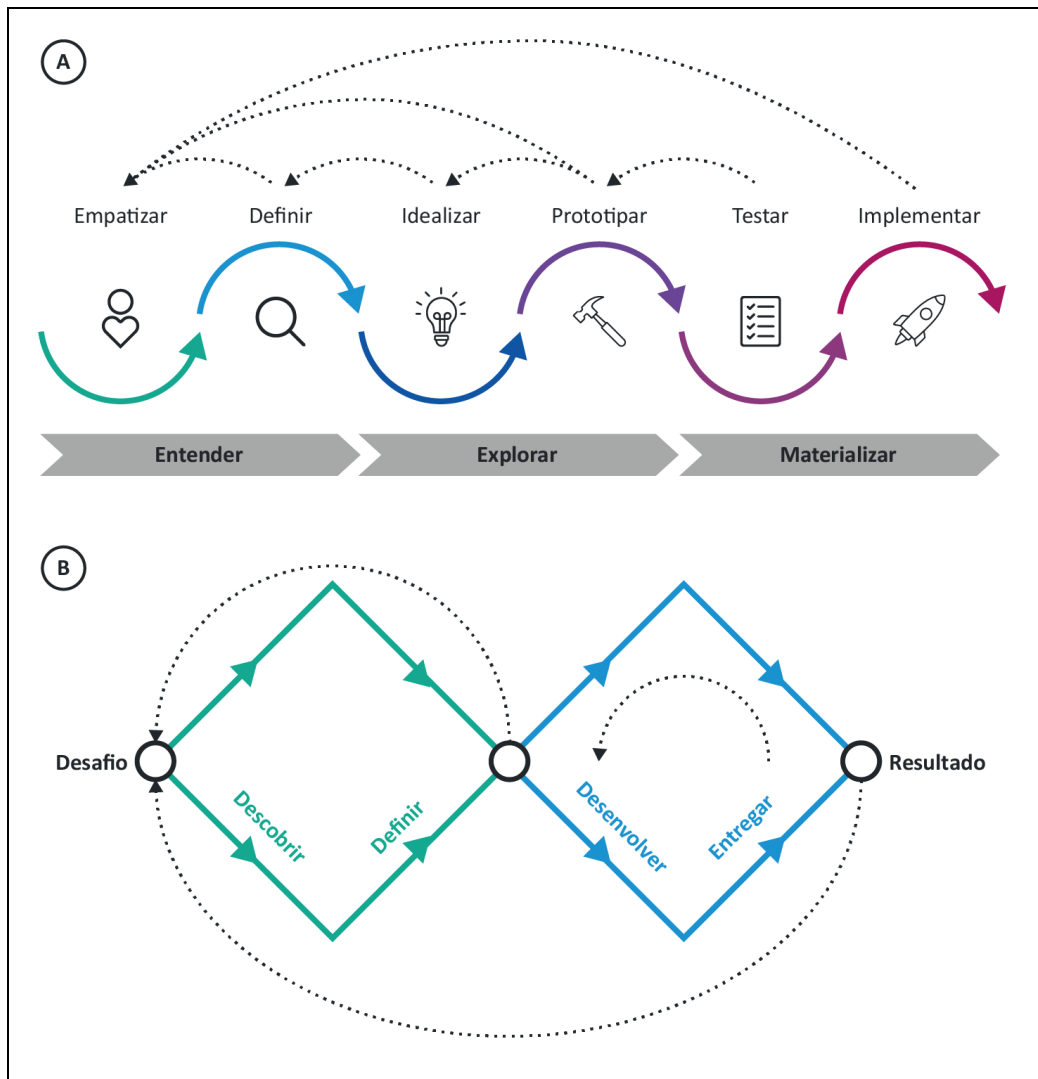 A
Empatizar
Definir
Idealizar
Prototipar
Testar
Implementar
Entender
Explorar
Materializar
B
Desafio
Descobrir
Definir
Desenvolver
Entregar
Resultado